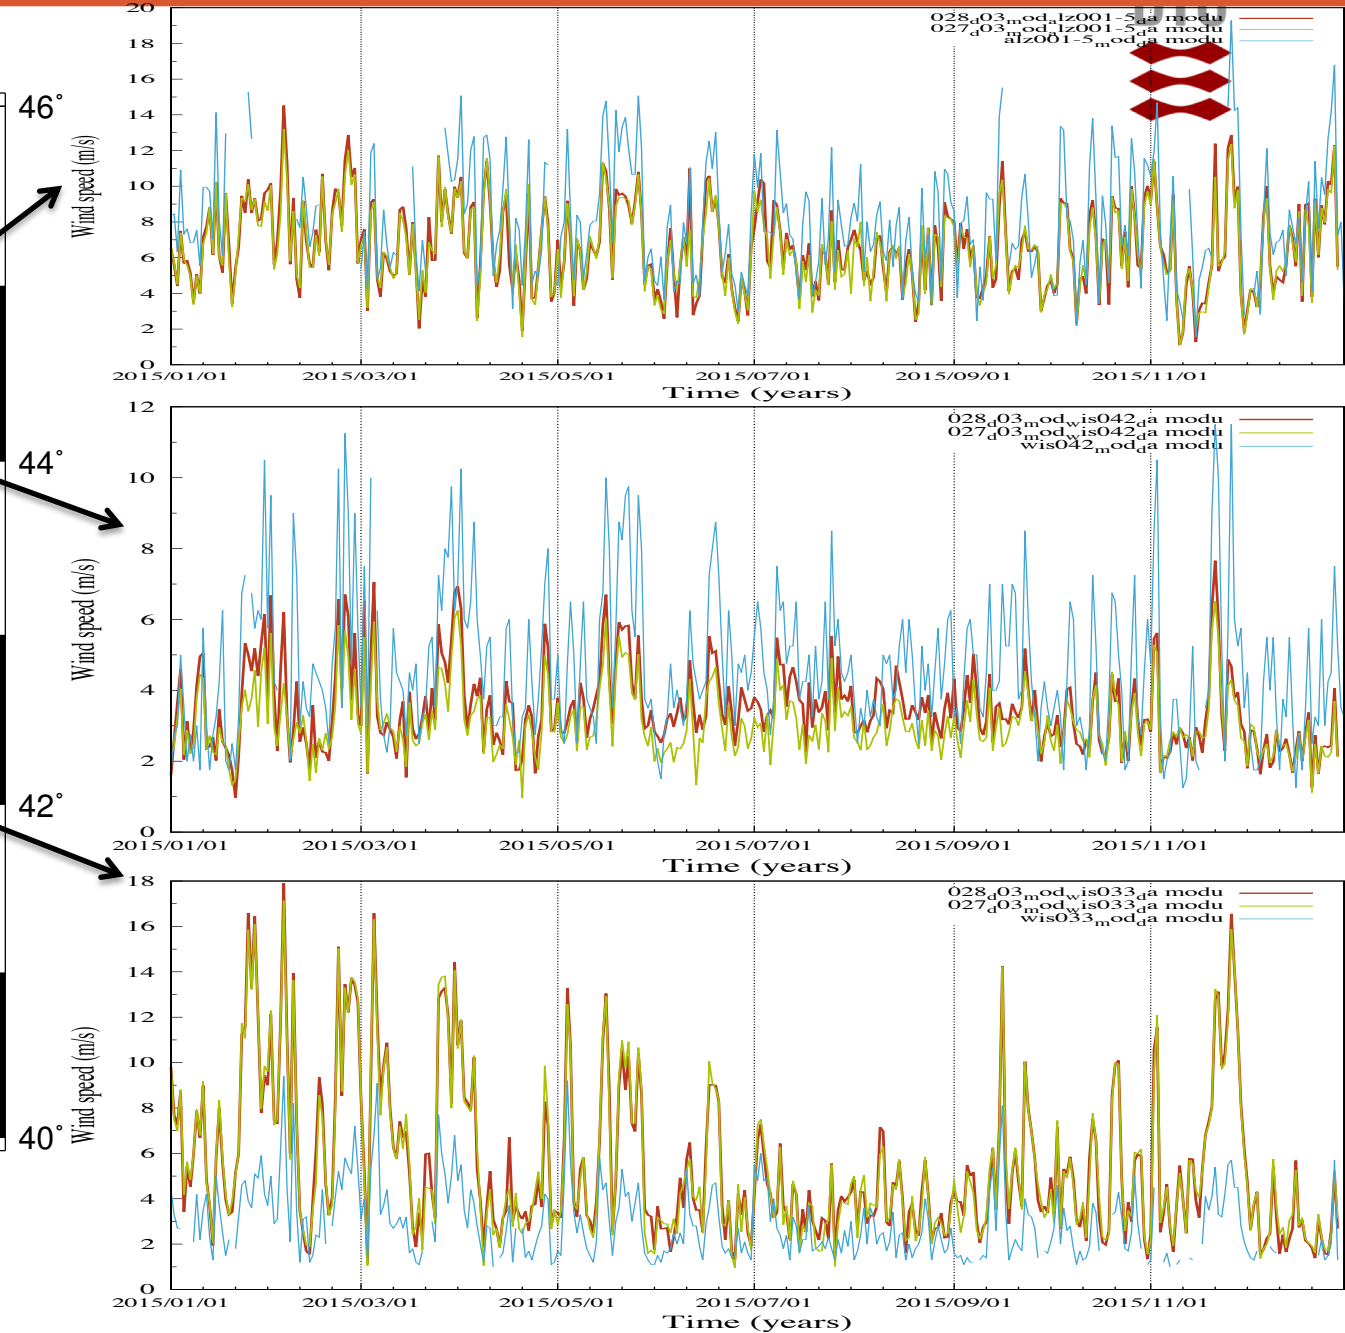 DTU
20
028_d03_mod_alz001-5_da modu
027_d03_mod_alz001-5_da modu
alz001-5_mod_da modu
18
16
14
12
10
8
6
4
2
0
Wind speed (m/s)
2015/01/01 2015/03/01 2015/05/01 2015/07/01 2015/09/01 2015/11/01
Time (years)
46°
44°
42°
40°
12
028_d03_mod_wis042_da modu
027_d03_mod_wis042_da modu
wis042_mod_da modu
10
8
6
4
2
0
Wind speed (m/s)
2015/01/01 2015/03/01 2015/05/01 2015/07/01 2015/09/01 2015/11/01
Time (years)
18
028_d03_mod_wis033_da modu
027_d03_mod_wis033_da modu
wis033_mod_da modu
16
14
12
10
8
6
4
2
0
Wind speed (m/s)
2015/01/01 2015/03/01 2015/05/01 2015/07/01 2015/09/01 2015/11/01
Time (years)